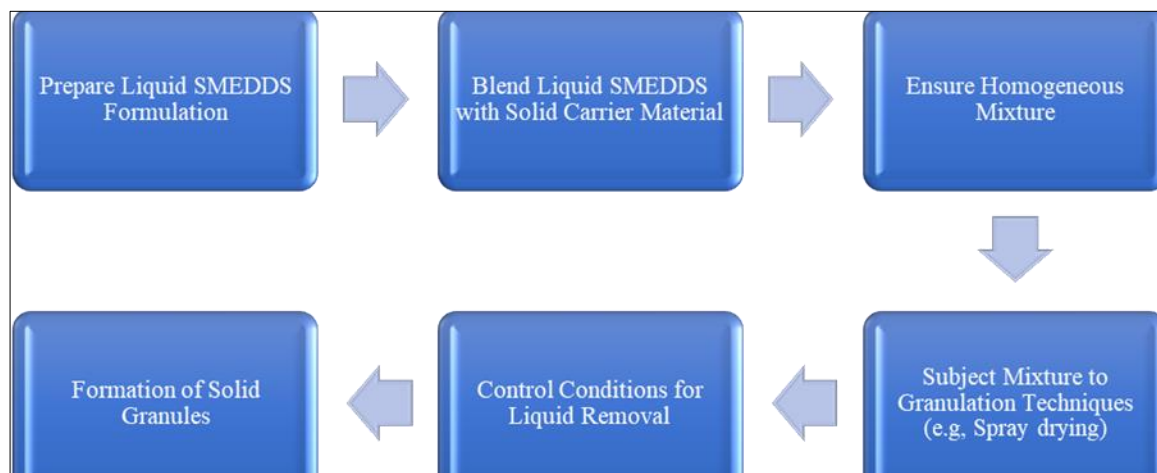 Prepare Liquid SMEDDS
Formulation
Blend Liquid SMEDDS
with Solid Carrier Material
Ensure Homogeneous
Mixture
Subject Mixture to
Granulation Techniques
(e.g, Spray drying)
Control Conditions for
Liquid Removal
Formation of Solid
Granules